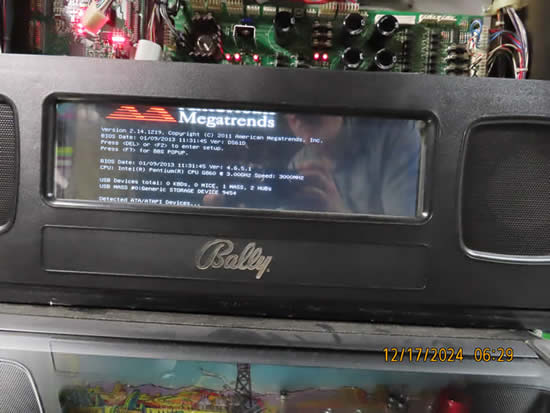 American
Megatrends
Version 2.14.1219. Copyright (C) 2011 American Megatrends, Inc.
BIOS Date: 01/09/2013 11:31:45 Ver: DS61D
Press <DEL> or <F2> to enter setup.
Press <F7> for BBS POPUP.
BIOS Date: 01/09/2013 11:31:45 Ver: 4.6.5.1
CPU: Intel(R) Pentium(R) CPU G860 @ 3.00GHz Speed: 3000MHz
USB Devices total: 0 KBDs, 0 MICE, 1 MASS, 2 HUBs
USB MASS #0:Generic STORAGE DEVICE 9454
Detected ATA/ATAPI Devices...
Bally
12/17/2024 06:29